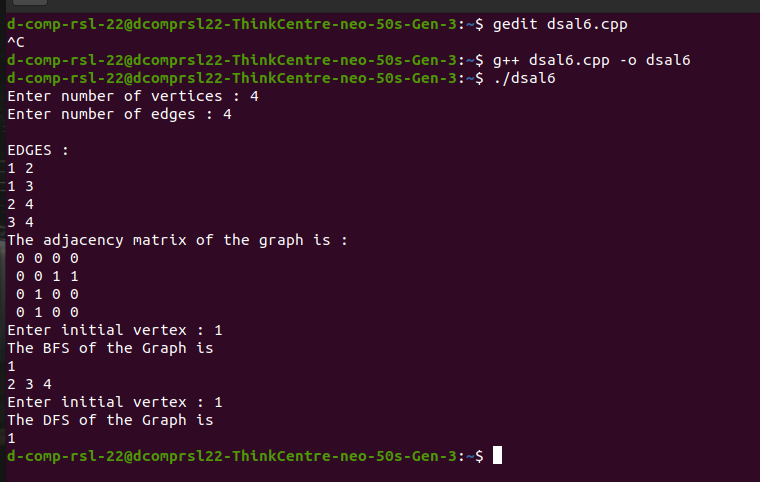 d-comp-rsl-22@dcomprsl22-ThinkCentre-neo-50s-Gen-3:~$ gedit dsal6.cpp
^C
d-comp-rsl-22@dcomprsl22-ThinkCentre-neo-50s-Gen-3:~$ g++ dsal6.cpp -o dsal6
d-comp-rsl-22@dcomprsl22-ThinkCentre-neo-50s-Gen-3:~$ ./dsal6
Enter number of vertices : 4
Enter number of edges : 4

EDGES :
1 2
1 3
2 4
3 4
The adjacency matrix of the graph is :
 0 0 0 0
 0 0 1 1
 0 1 0 0
 0 1 0 0
Enter initial vertex : 1
The BFS of the Graph is
1
2 3 4
Enter initial vertex : 1
The DFS of the Graph is
1
d-comp-rsl-22@dcomprsl22-ThinkCentre-neo-50s-Gen-3:~$